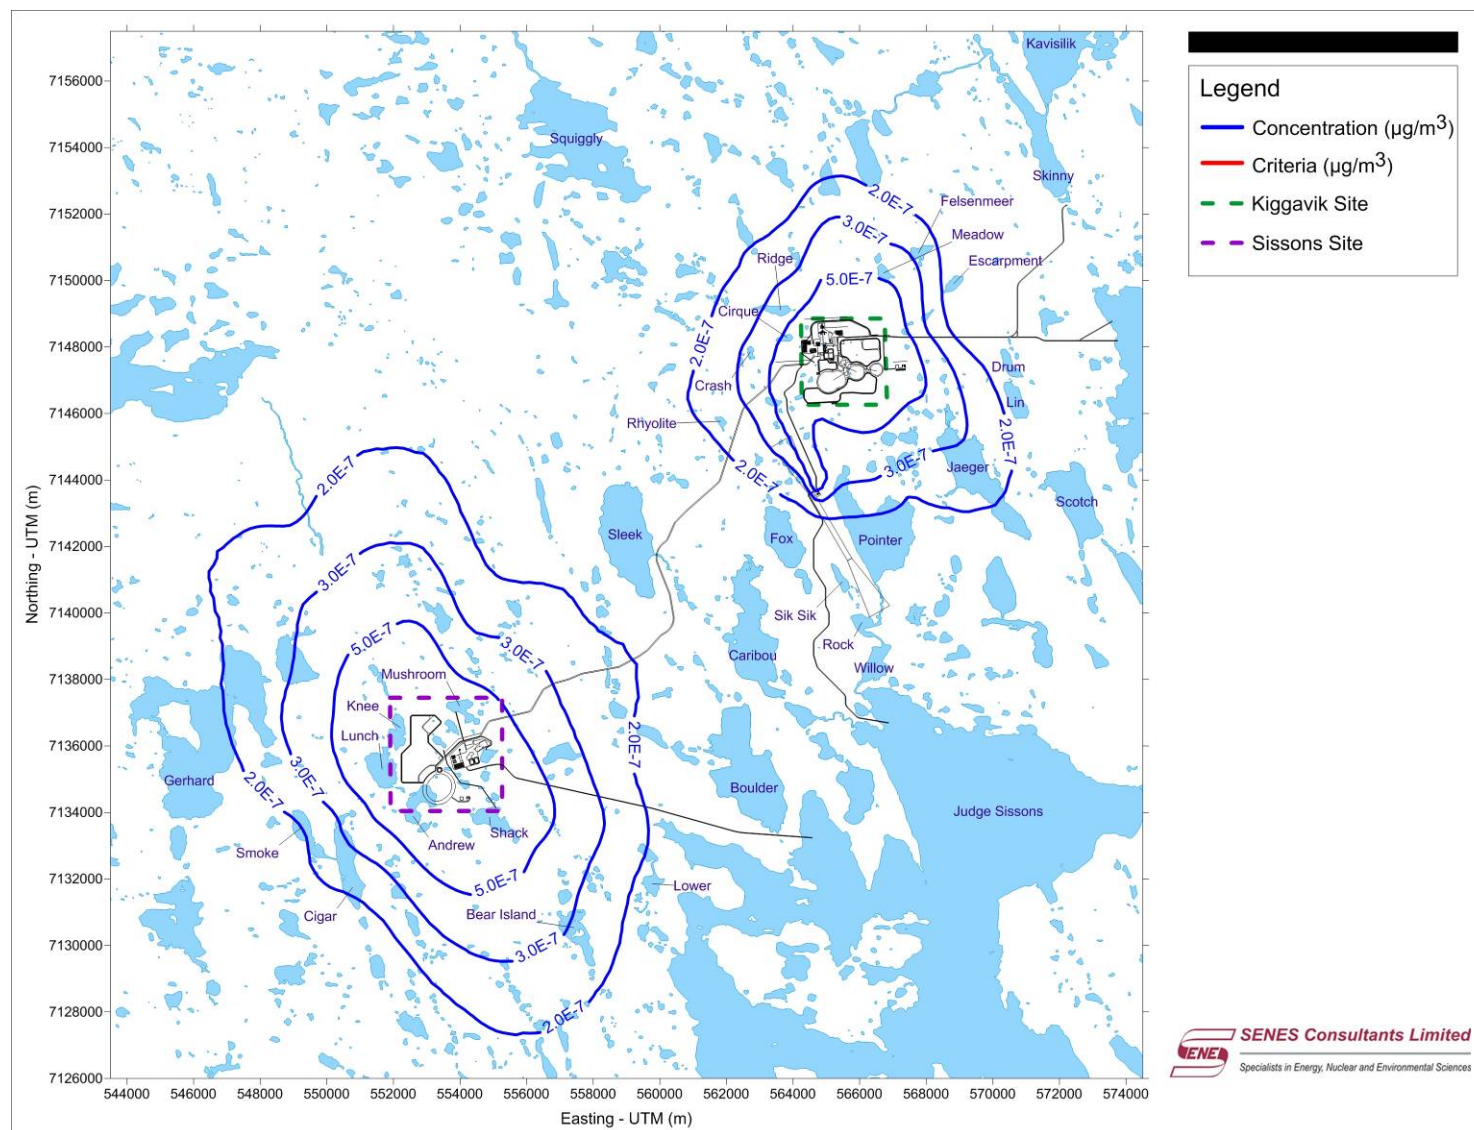 7156000
7154000
7152000
7150000
7148000
7146000
7144000
7142000
7140000
7138000
7136000
7134000
7132000
7130000
7128000
7126000
Northing - UTM (m)
544000 546000 548000 550000 552000 554000 556000 558000 560000 562000 564000 566000 568000 570000 572000 574000
Easting - UTM (m)
Kavisilik
Squiggly
Skinny
2.0E-7
Felsenmeer
3.0E-7
Meadow
Ridge
Escarpment
5.0E-7
Cirque
2.0E-7
Drum
Crash
Lin
Rhyolite
2.0E-7
2.0E-7
3.0E-7
Jaeger
2.0E-7
Scotch
Sleek
Fox
Pointer
3.0E-7
Sik Sik
5.0E-7
3.0E-7
Rock
Caribou
Willow
Mushroom
Knee
Lunch
2.0E-7
3.0E-7
Gerhard
2.0E-7
Boulder
Judge Sissons
Shack
Andrew
Smoke
5.0E-7
Lower
Cigar
Bear Island
3.0E-7
2.0E-7
Legend
Concentration (µg/m³)
Criteria (µg/m³)
Kiggavik Site
Sissons Site
SENES
SENES Consultants Limited
Specialists in Energy, Nuclear and Environmental Sciences